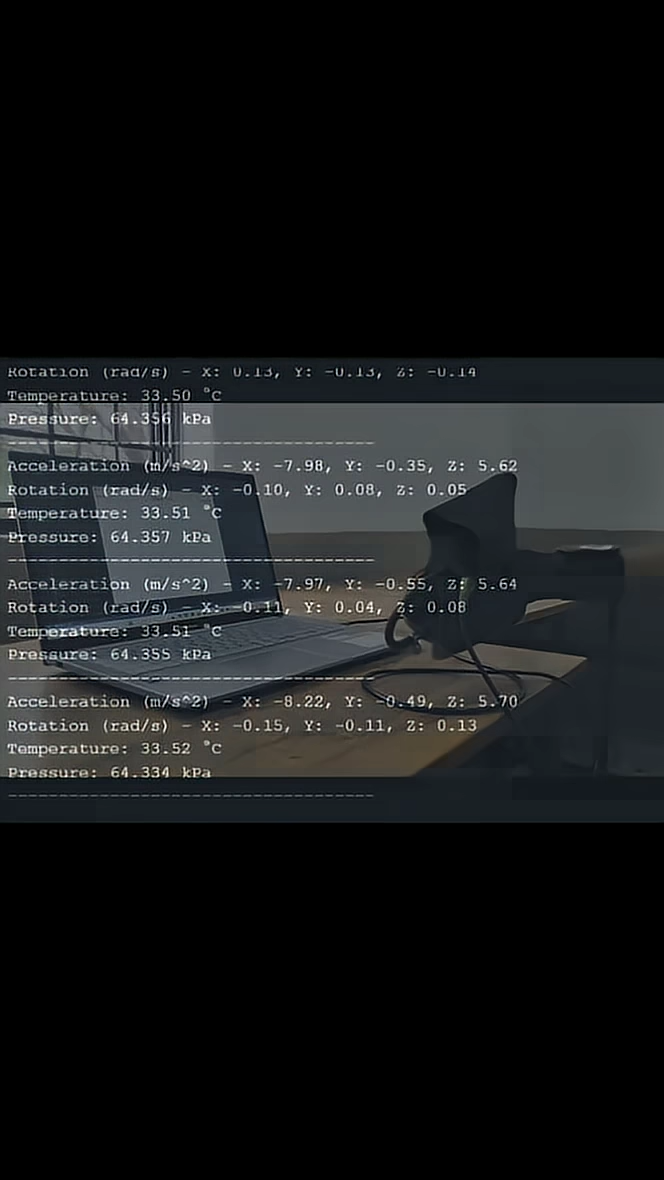 Rotation (rad/s) - X: 0.13, Y: -0.13, Z: -0.14
Temperature: 33.50 °C
Pressure: 64.356 kPa
------------------------------------
Acceleration (m/s^2) - X: -7.98, Y: -0.35, Z: 5.62
Rotation (rad/s) - X: -0.10, Y: 0.08, Z: 0.05
Temperature: 33.51 °C
Pressure: 64.357 kPa
------------------------------------
Acceleration (m/s^2) - X: -7.97, Y: -0.55, Z: 5.64
Rotation (rad/s) - X: -0.11, Y: 0.04, Z: 0.08
Temperature: 33.51 °C
Pressure: 64.355 kPa
------------------------------------
Acceleration (m/s^2) - X: -8.22, Y: -0.49, Z: 5.70
Rotation (rad/s) - X: -0.15, Y: -0.11, Z: 0.13
Temperature: 33.52 °C
Pressure: 64.334 kPa
------------------------------------